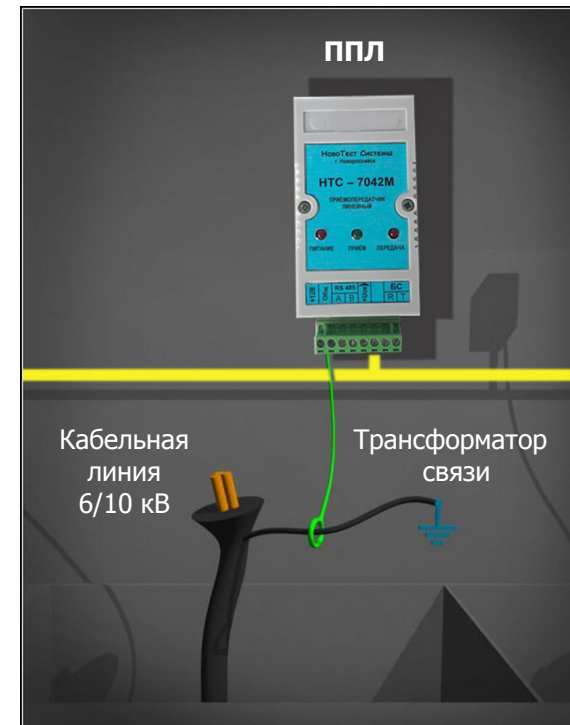 ППЛ
НовоТест Системы
г. Новороссийск
НТС – 7042М
ПРИЁМОПЕРЕДАТЧИК
ЛИНЕЙНЫЙ
ПИТАНИЕ ПРИЁМ ПЕРЕДАЧА
+12В Общ RS 485 A B БС R T
Кабельная
линия
6/10 кВ
Трансформатор
связи